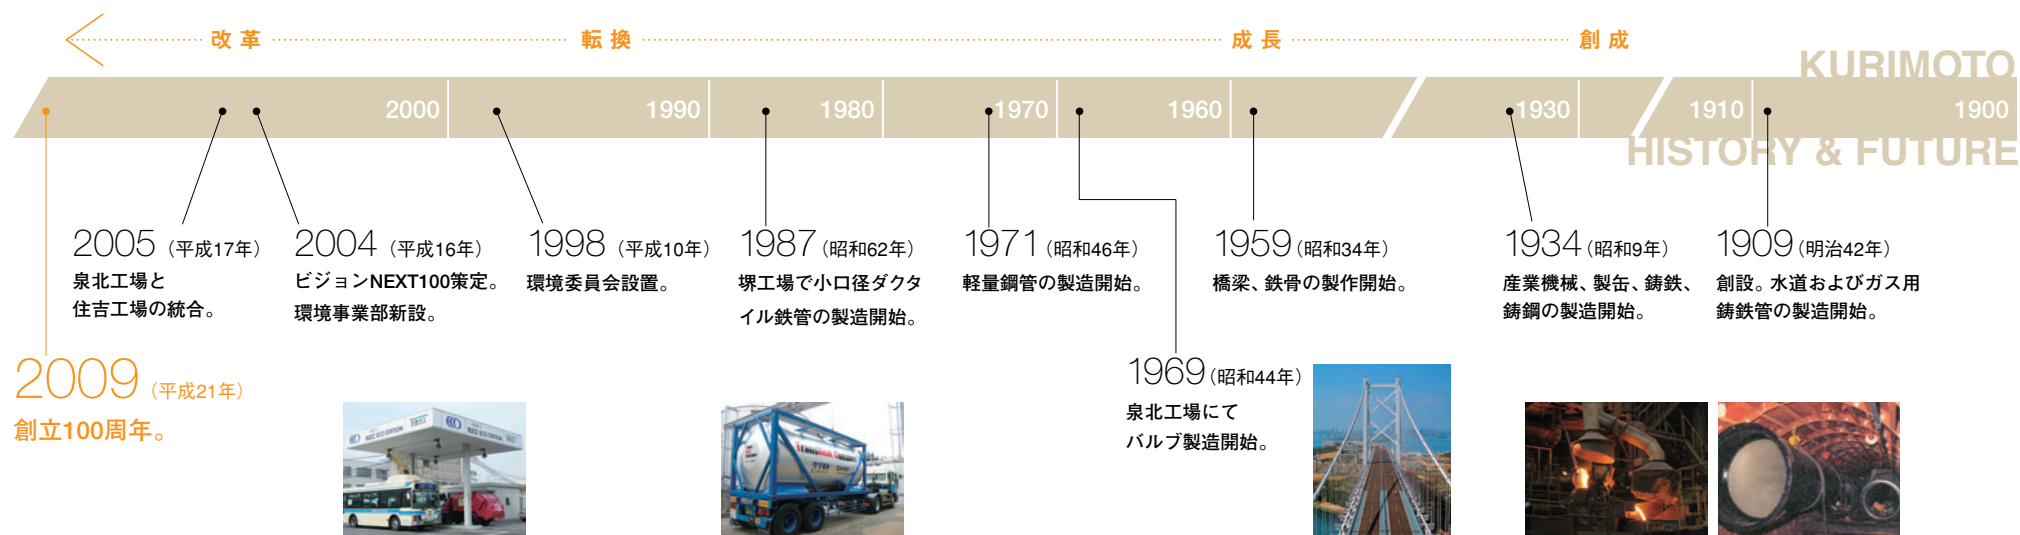 改革 転換 成長 創成
KURIMOTO
2000 1990 1980 1970 1960 1930 1910 1900
HISTORY & FUTURE
2005(平成17年)
泉北工場と
住吉工場の統合。
2004(平成16年)
ビジョンNEXT100策定。
環境事業部新設。
1998(平成10年)
環境委員会設置。
1987(昭和62年)
堺工場で小口径ダクタ
イル鉄管の製造開始。
1971(昭和46年)
軽量鋼管の製造開始。
1959(昭和34年)
橋梁、鉄骨の製作開始。
1934(昭和9年)
産業機械、製缶、鋳鉄、
鋳鋼の製造開始。
1909(明治42年)
創設。水道およびガス用
鋳鉄管の製造開始。
2009(平成21年)
創立100周年。
1969(昭和44年)
泉北工場にて
バルブ製造開始。